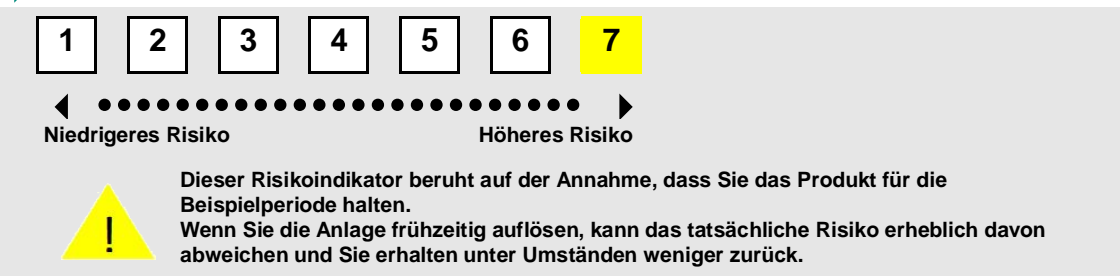 1 2 3 4 5 6 7
Niedrigeres Risiko Höheres Risiko
Dieser Risikoindikator beruht auf der Annahme, dass Sie das Produkt für die
Beispielperiode halten.
Wenn Sie die Anlage frühzeitig auflösen, kann das tatsächliche Risiko erheblich davon
abweichen und Sie erhalten unter Umständen weniger zurück.
!